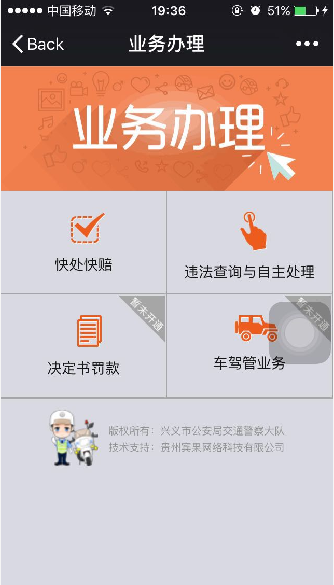 中国移动 19:36 51%
Back 业务办理
业务办理
快处快赔 违法查询与自主处理
暂未开通 暂未开通
决定书罚款 车驾管业务
版权所有：兴义市公安局交通警察大队
技术支持：贵州宾果网络科技有限公司